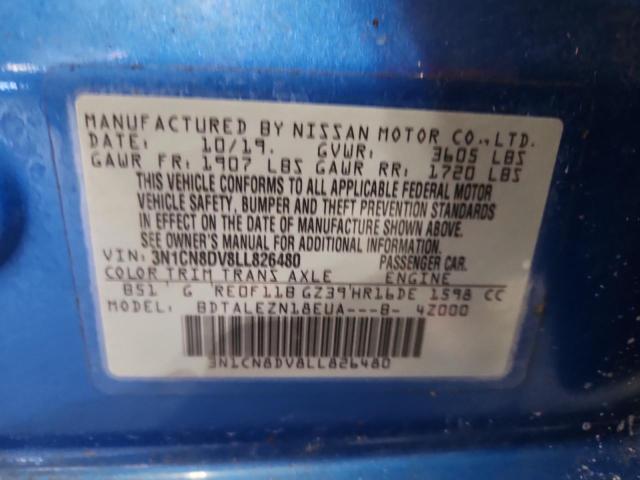 MANUFACTURED BY NISSAN MOTOR CO.,LTD.
DATE: 10/19. GVWR: 3605 LBS
GAWR FR: 1907 LBS GAWR RR: 1720 LBS
THIS VEHICLE CONFORMS TO ALL APPLICABLE FEDERAL MOTOR
VEHICLE SAFETY, BUMPER AND THEFT PREVENTION STANDARDS
IN EFFECT ON THE DATE OF MANUFACTURE SHOWN ABOVE.
SEE OWNER'S MANUAL FOR ADDITIONAL INFORMATION.
VIN: 3N1CN8DV8LL826480 PASSENGER CAR.
COLOR TRIM TRANS AXLE ENGINE
B51 G RE0F11B GZ39 HR16DE 1598 CC
MODEL: BDTALEZN18EUA---B- 4Z000
3N1CN8DV8LL826480